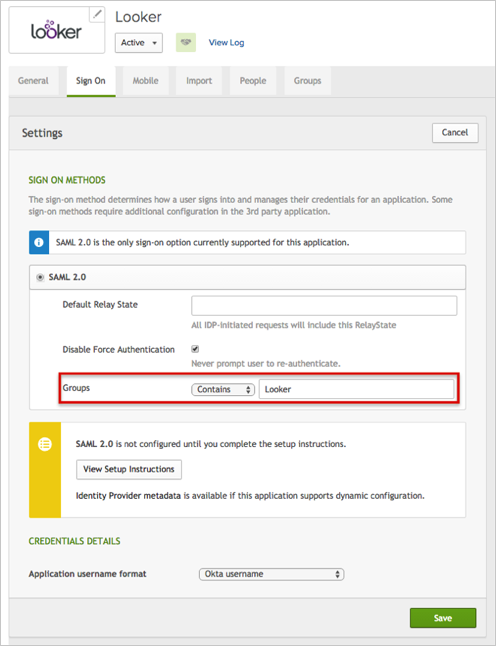 Looker
looker
Active
View Log
General
Sign On
Mobile
Import
People
Groups
Settings
Cancel
SIGN ON METHODS
The sign-on method determines how a user signs into and manages their credentials for an application. Some
sign-on methods require additional configuration in the 3rd party application.
SAML 2.0 is the only sign-on option currently supported for this application.
SAML 2.0
Default Relay State
All IDP-initiated requests will include this RelayState
Disable Force Authentication
Never prompt user to re-authenticate.
Groups
Contains
Looker
SAML 2.0 is not configured until you complete the setup instructions.
View Setup Instructions
Identity Provider metadata is available if this application supports dynamic configuration.
CREDENTIALS DETAILS
Application username format
Okta username
Save